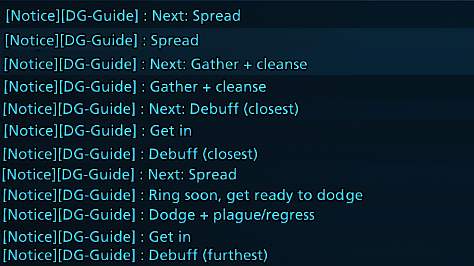 [Notice][DG-Guide] : Next: Spread
[Notice][DG-Guide] : Spread
[Notice][DG-Guide] : Next: Gather + cleanse
[Notice][DG-Guide] : Gather + cleanse
[Notice][DG-Guide] : Next: Debuff (closest)
[Notice][DG-Guide] : Get in
[Notice][DG-Guide] : Debuff (closest)
[Notice][DG-Guide] : Next: Spread
[Notice][DG-Guide] : Ring soon, get ready to dodge
[Notice][DG-Guide] : Dodge + plague/regress
[Notice][DG-Guide] : Get in
[Notice][DG-Guide] : Debuff (furthest)